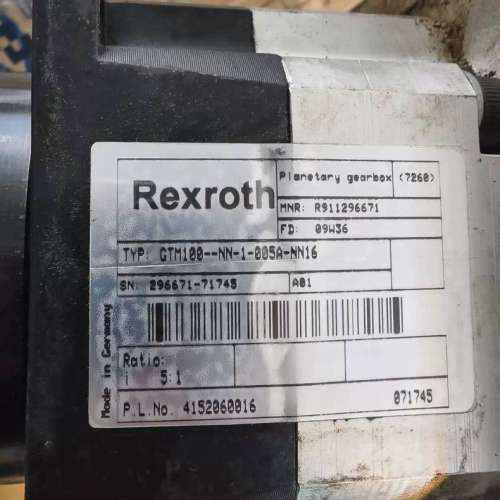 Rexroth
Planetary gearbox (7260)
MNR: R911296671
FD: 09W36
TYP: GTM100--NN-1-005A-NN16
SN: 296671-71745 A01
Ratio:
i 5:1
P.L.No. 4152060016 071745
Made in Germany